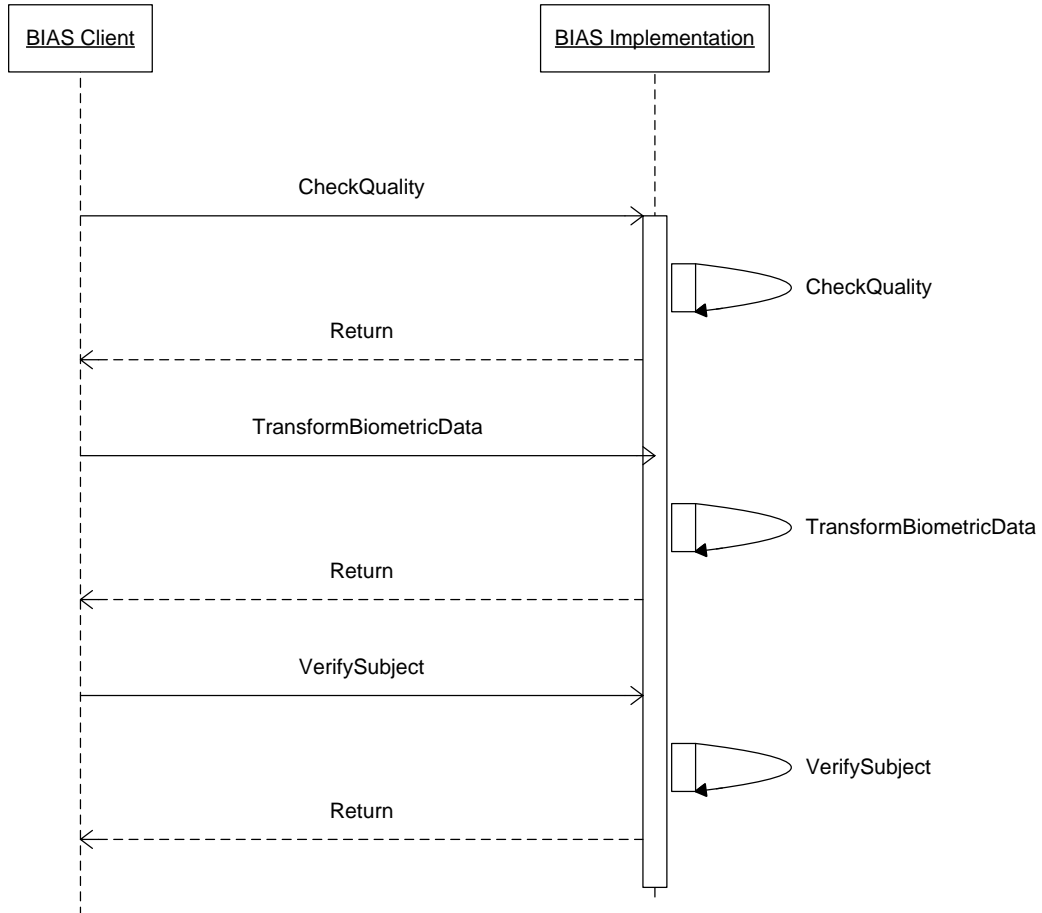 BIAS Client
BIAS Implementation
CheckQuality
CheckQuality
Return
TransformBiometricData
TransformBiometricData
Return
VerifySubject
VerifySubject
Return